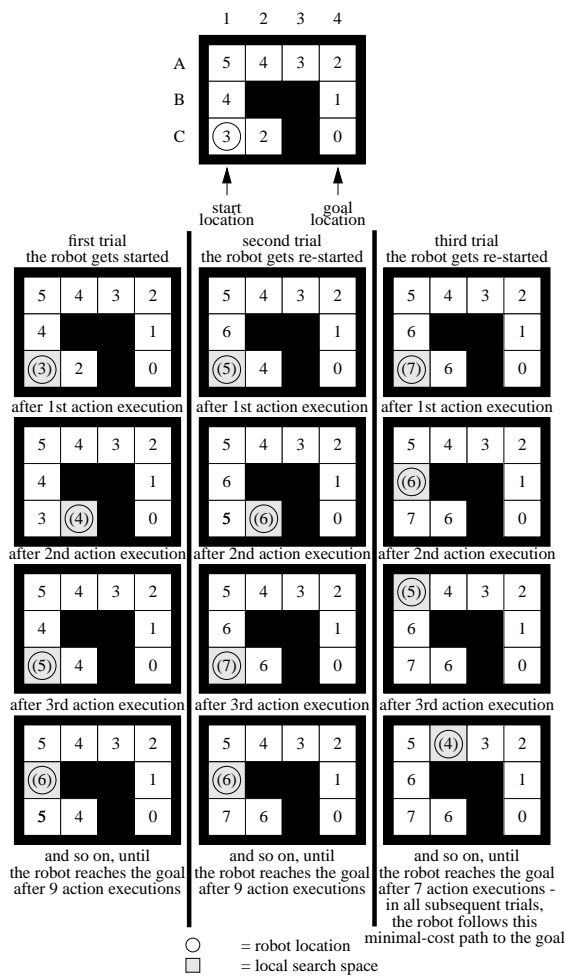 1 2 3 4
A 5 4 3 2
B 4 1
C 3 2 0
start goal
location location
first trial second trial third trial
the robot gets started the robot gets re-started the robot gets re-started
5 4 3 2 5 4 3 2 5 4 3 2
4 1 6 1 6 1
(3) 2 0 (5) 4 0 (7) 6 0
after 1st action execution after 1st action execution after 1st action execution
5 4 3 2 5 4 3 2 5 4 3 2
4 1 6 1 (6) 1
3 (4) 0 5 (6) 0 7 6 0
after 2nd action execution after 2nd action execution after 2nd action execution
5 4 3 2 5 4 3 2 (5) 4 3 2
4 1 6 1 6 1
(5) 4 0 (7) 6 0 7 6 0
after 3rd action execution after 3rd action execution after 3rd action execution
5 4 3 2 5 4 3 2 5 (4) 3 2
(6) 1 (6) 1 6 1
5 4 0 7 6 0 7 6 0
and so on, until and so on, until and so on, until
the robot reaches the goal the robot reaches the goal the robot reaches the goal
after 9 action executions after 9 action executions after 7 action executions -
in all subsequent trials,
the robot follows this
minimal-cost path to the goal
= robot location
= local search space